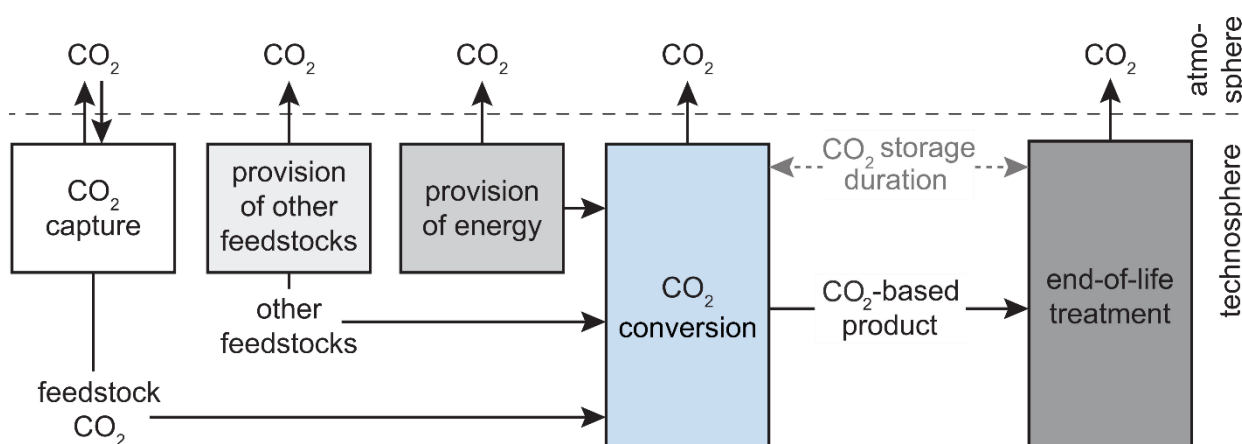 CO₂
CO₂
CO₂
CO₂
CO₂
atmo-
sphere
CO₂
capture
provision
of other
feedstocks
provision
of energy
CO₂ storage
duration
technosphere
CO₂
conversion
CO₂-based
product
end-of-life
treatment
other
feedstocks
feedstock
CO₂